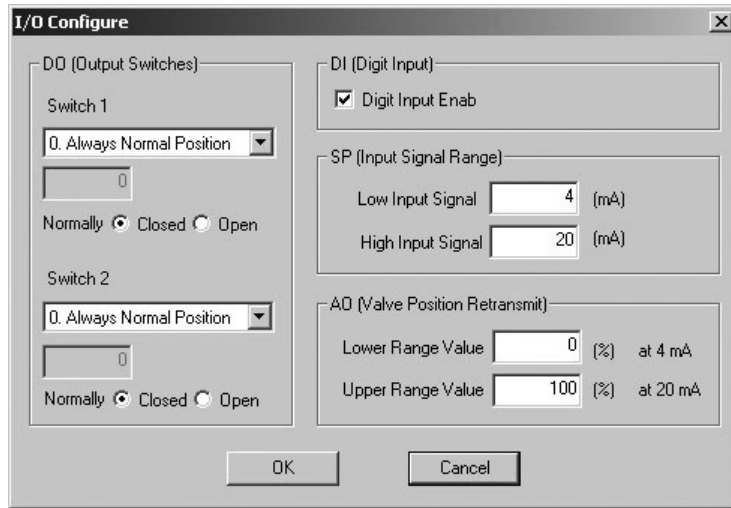 I/O Configure
DO (Output Switches)
Switch 1
0. Always Normal Position
0
Normally Closed Open
Switch 2
0. Always Normal Position
0
Normally Closed Open
DI (Digit Input)
Digit Input Enab
SP (Input Signal Range)
Low Input Signal 4 (mA)
High Input Signal 20 (mA)
AO (Valve Position Retransmit)
Lower Range Value 0 (%) at 4 mA
Upper Range Value 100 (%) at 20 mA
OK Cancel